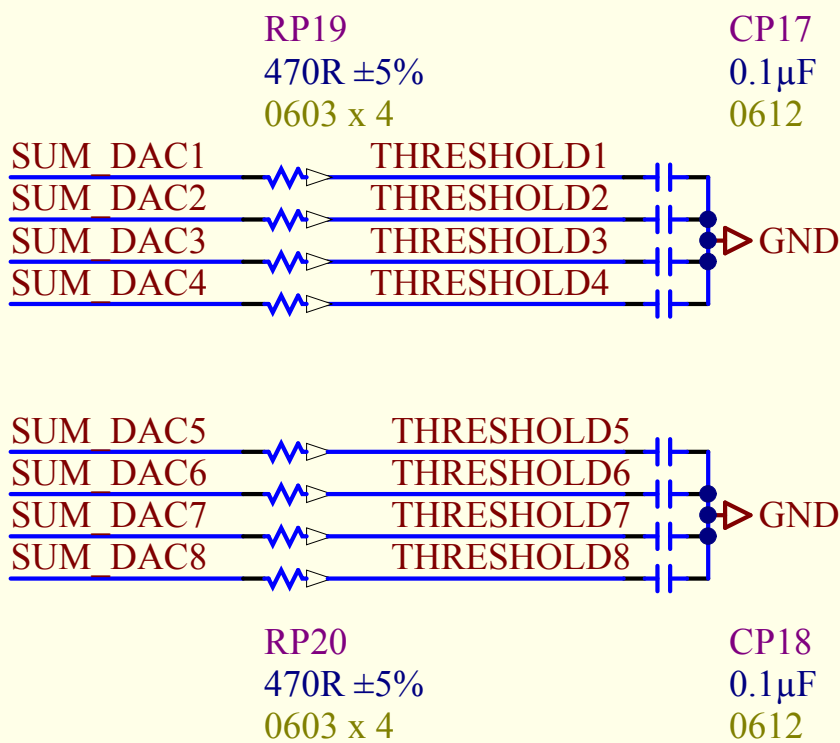 RP19 CP17
470R ±5% 0.1µF
0603 x 4 0612
SUM_DAC1 THRESHOLD1
SUM_DAC2 THRESHOLD2
SUM_DAC3 THRESHOLD3
GND
SUM_DAC4 THRESHOLD4
SUM_DAC5 THRESHOLD5
SUM_DAC6 THRESHOLD6
SUM_DAC7 THRESHOLD7
GND
SUM_DAC8 THRESHOLD8
RP20 CP18
470R ±5% 0.1µF
0603 x 4 0612